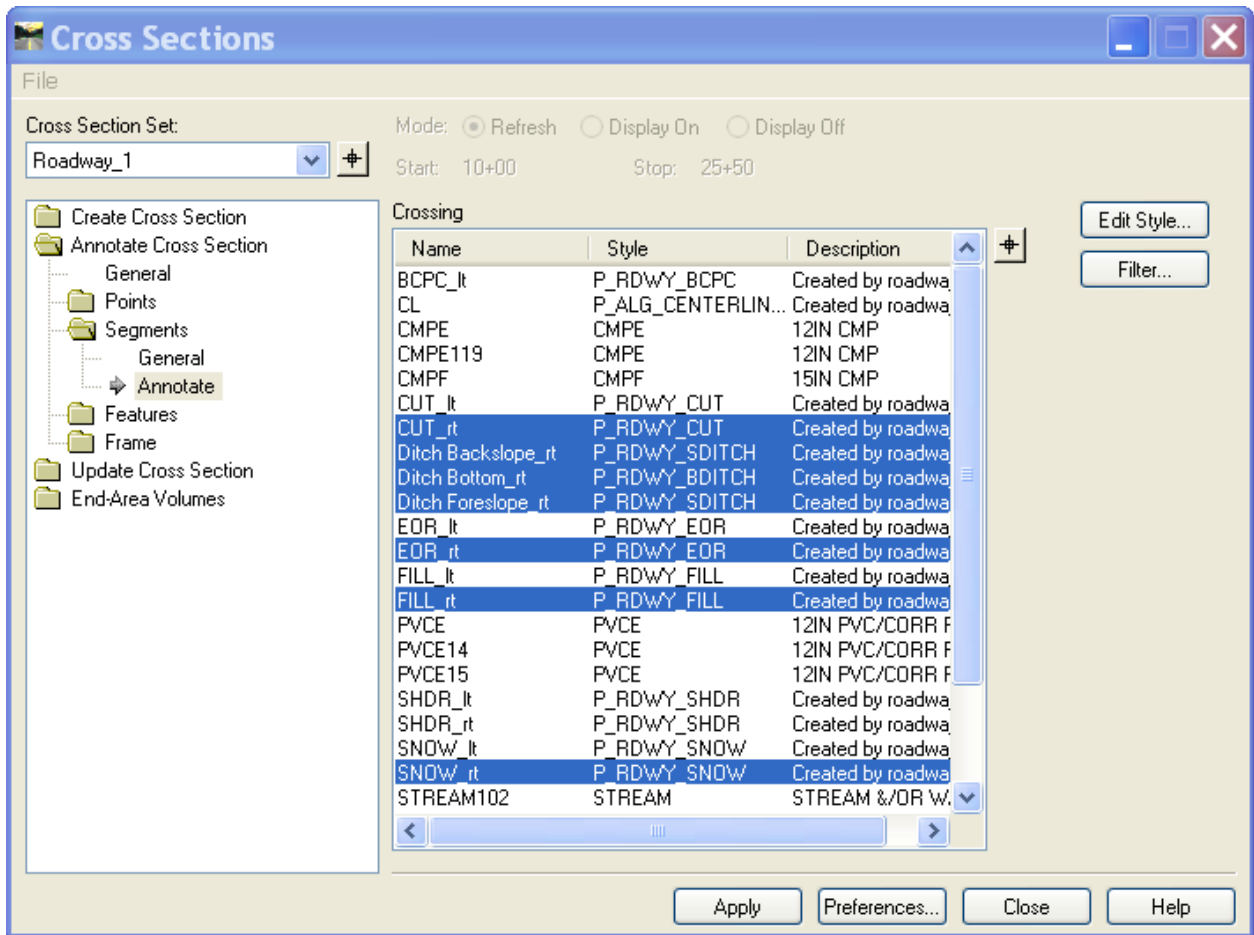 Cross Sections
File
Cross Section Set:
Roadway_1
Mode: Refresh Display On Display Off
Start: 10+00 Stop: 25+50
Create Cross Section
Annotate Cross Section
General
Points
Segments
General
Annotate
Features
Frame
Update Cross Section
End-Area Volumes
Crossing
Name Style Description
BCPC_lt P_RDWY_BCPC Created by roadwa
CL P_ALG_CENTERLIN... Created by roadwa
CMPE CMPE 12IN CMP
CMPE119 CMPE 12IN CMP
CMPF CMPF 15IN CMP
CUT_lt P_RDWY_CUT Created by roadwa
CUT_rt P_RDWY_CUT Created by roadwa
Ditch Backslope_rt P_RDWY_SDITCH Created by roadwa
Ditch Bottom_rt P_RDWY_BDITCH Created by roadwa
Ditch Foreslope_rt P_RDWY_SDITCH Created by roadwa
EOR_lt P_RDWY_EOR Created by roadwa
EOR_rt P_RDWY_EOR Created by roadwa
FILL_lt P_RDWY_FILL Created by roadwa
FILL_rt P_RDWY_FILL Created by roadwa
PVCE PVCE 12IN PVC/CORR F
PVCE14 PVCE 12IN PVC/CORR F
PVCE15 PVCE 12IN PVC/CORR F
SHDR_lt P_RDWY_SHDR Created by roadwa
SHDR_rt P_RDWY_SHDR Created by roadwa
SNOW_lt P_RDWY_SNOW Created by roadwa
SNOW_rt P_RDWY_SNOW Created by roadwa
STREAM102 STREAM STREAM &/OR W.
Edit Style...
Filter...
Apply Preferences... Close Help